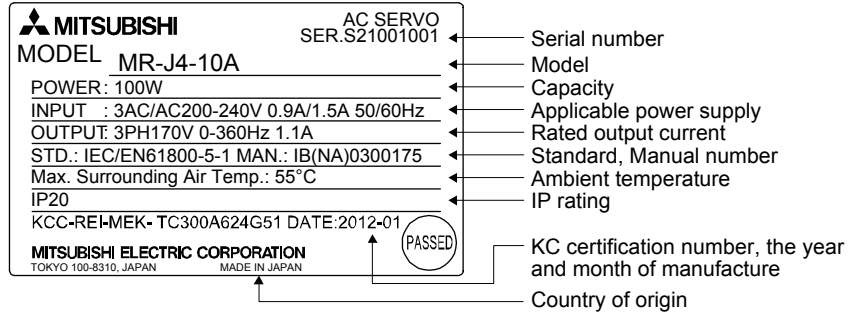 MITSUBISHI AC SERVO
SER.S21001001
MODEL MR-J4-10A
POWER: 100W
INPUT : 3AC/AC200-240V 0.9A/1.5A 50/60Hz
OUTPUT: 3PH170V 0-360Hz 1.1A
STD.: IEC/EN61800-5-1 MAN.: IB(NA)0300175
Max. Surrounding Air Temp.: 55°C
IP20
KCC-REI-MEK- TC300A624G51 DATE:2012-01
PASSED
MITSUBISHI ELECTRIC CORPORATION
TOKYO 100-8310, JAPAN MADE IN JAPAN
Serial number
Model
Capacity
Applicable power supply
Rated output current
Standard, Manual number
Ambient temperature
IP rating
KC certification number, the year
and month of manufacture
Country of origin